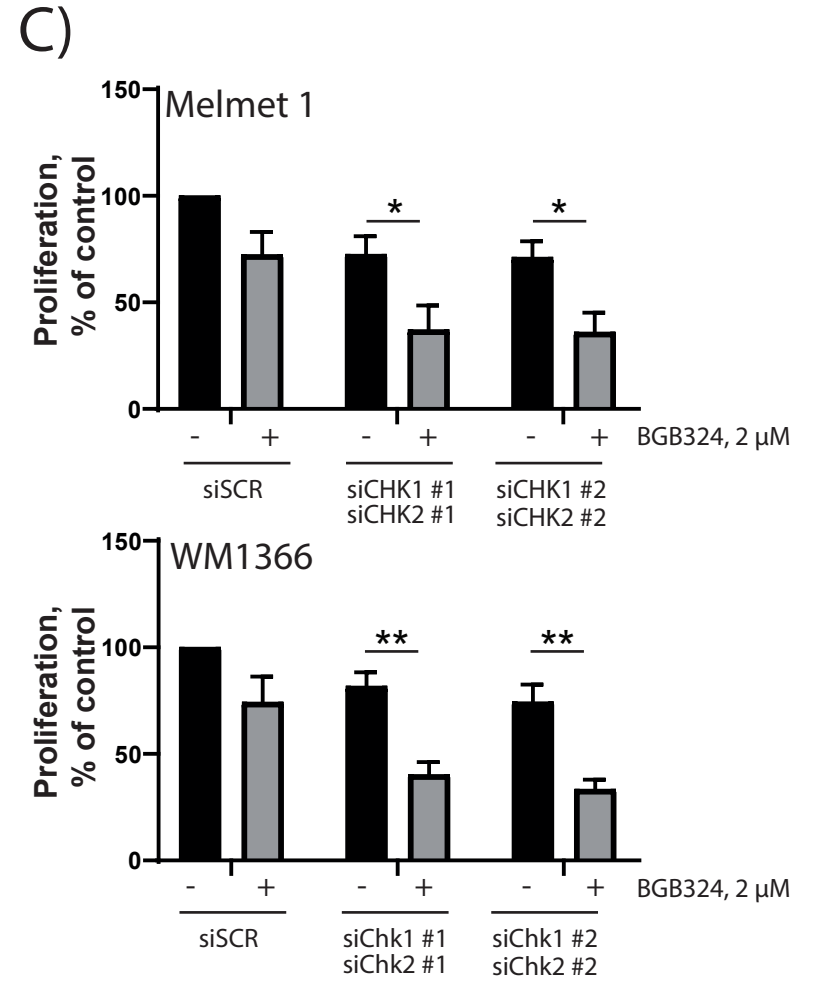 C)
Melmet 1
Proliferation,
% of control
150
100
50
0
*
*
- + - + - + BGB324, 2 µM
siSCR
siCHK1 #1
siCHK2 #1
siCHK1 #2
siCHK2 #2
WM1366
Proliferation,
% of control
150
100
50
0
**
**
- + - + - + BGB324, 2 µM
siSCR
siChk1 #1
siChk2 #1
siChk1 #2
siChk2 #2